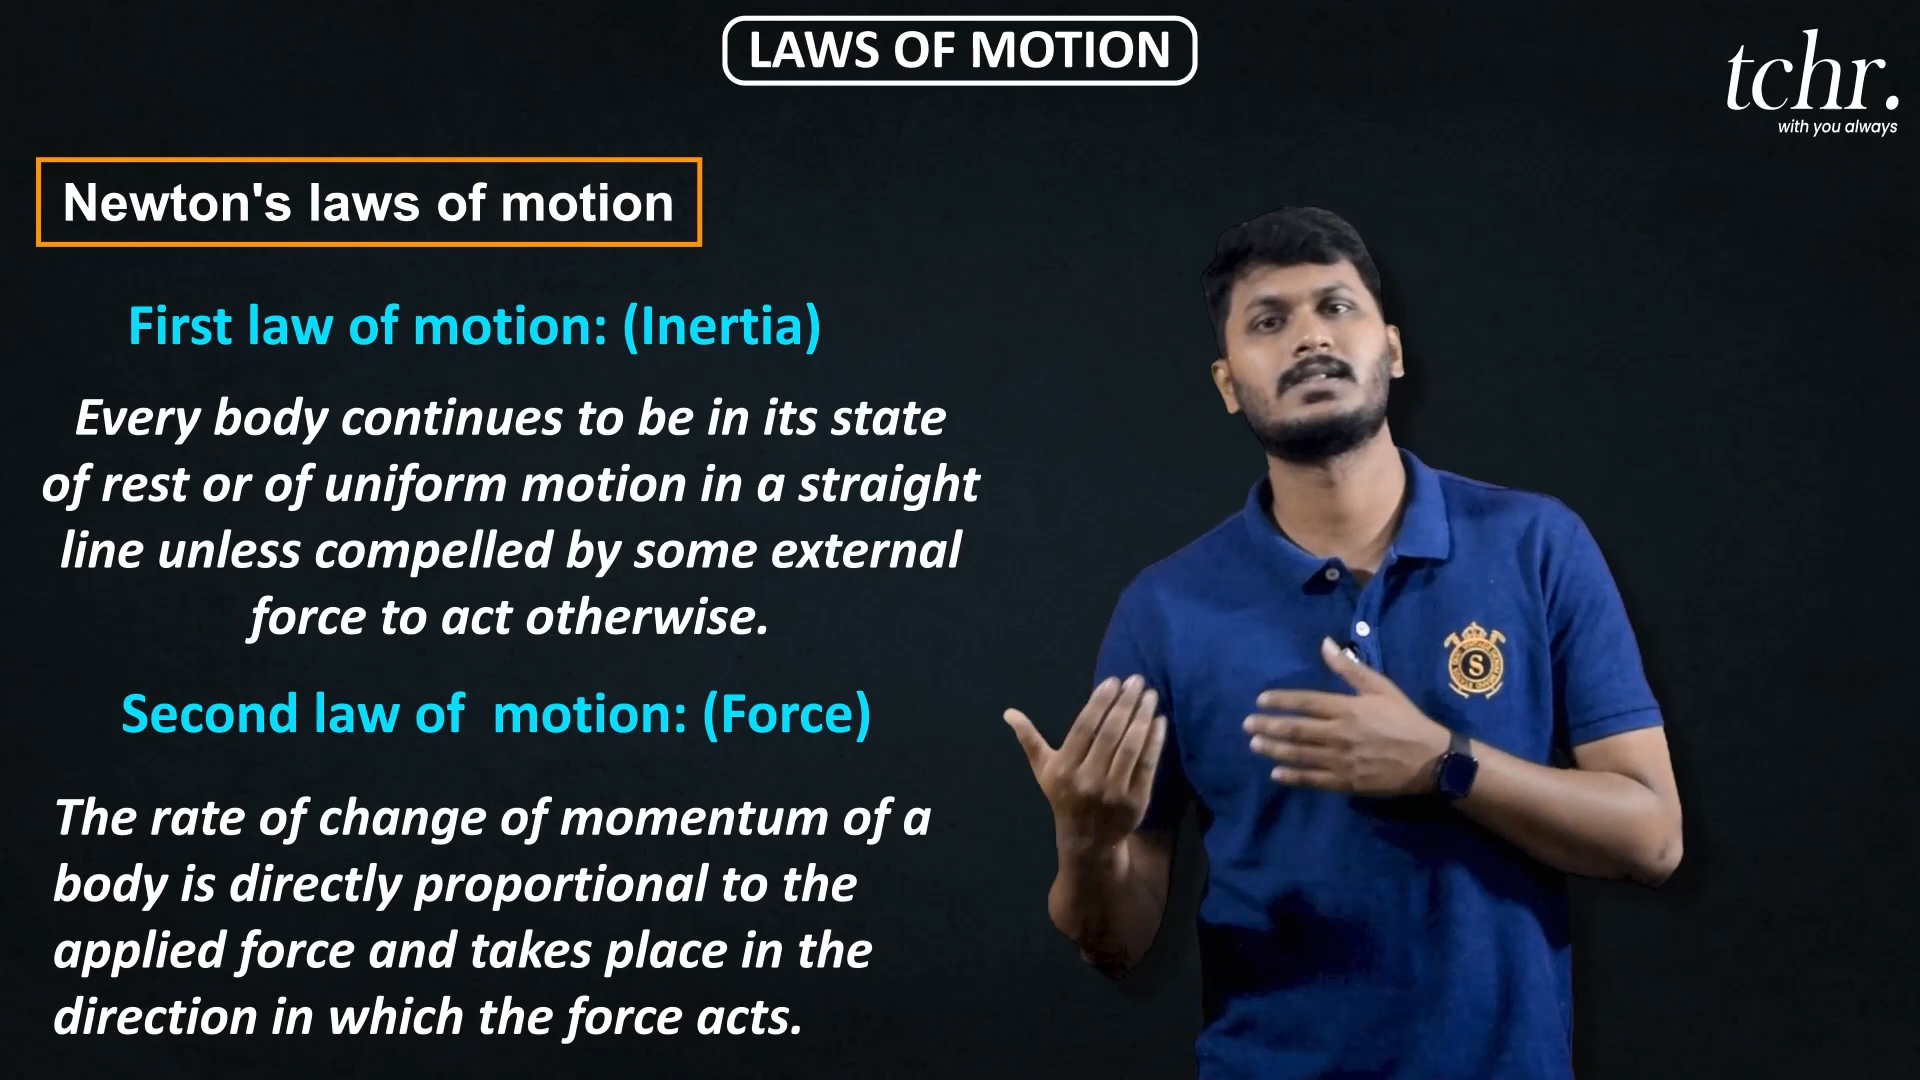 LAWS OF MOTION
tchr.
with you always
Newton's laws of motion
First law of motion: (Inertia)
Every body continues to be in its state
of rest or of uniform motion in a straight
line unless compelled by some external
force to act otherwise.
Second law of  motion: (Force)
The rate of change of momentum of a
body is directly proportional to the
applied force and takes place in the
direction in which the force acts.
S